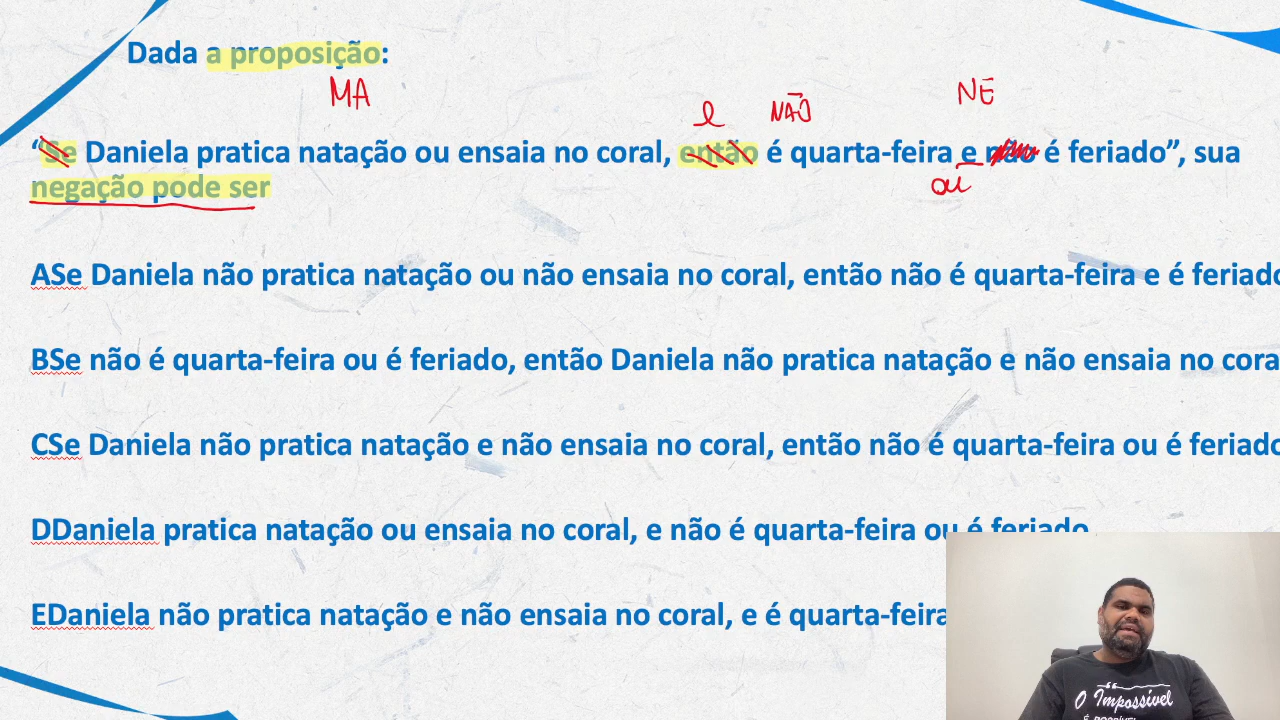 Dada a proposição:
MA
NE
e NÃO
“Se Daniela pratica natação ou ensaia no coral, então é quarta-feira e não é feriado”, sua
ou
negação pode ser
ASe Daniela não pratica natação ou não ensaia no coral, então não é quarta-feira e é feriado
BSe não é quarta-feira ou é feriado, então Daniela não pratica natação e não ensaia no cora
CSe Daniela não pratica natação e não ensaia no coral, então não é quarta-feira ou é feriado
DDaniela pratica natação ou ensaia no coral, e não é quarta-feira ou é feriado.
EDaniela não pratica natação e não ensaia no coral, e é quarta-feira
O Impossível